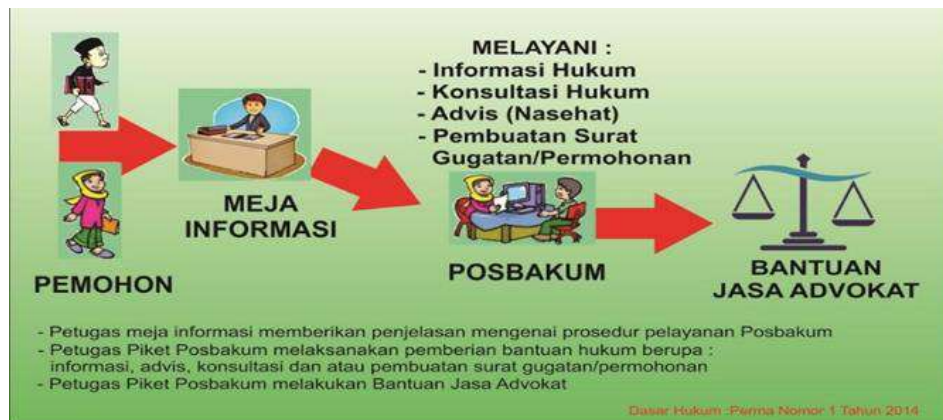 MELAYANI :
- Informasi Hukum
- Konsultasi Hukum
- Advis (Nasehat)
- Pembuatan Surat
Gugatan/Permohonan
MEJA
INFORMASI
PEMOHON
POSBAKUM
BANTUAN
JASA ADVOKAT
- Petugas meja informasi memberikan penjelasan mengenai prosedur pelayanan Posbakum
- Petugas Piket Posbakum melaksanakan pemberian bantuan hukum berupa :
informasi, advis, konsultasi dan atau pembuatan surat gugatan/permohonan
- Petugas Piket Posbakum melakukan Bantuan Jasa Advokat
Dasar Hukum :Perma Nomor 1 Tahun 2014